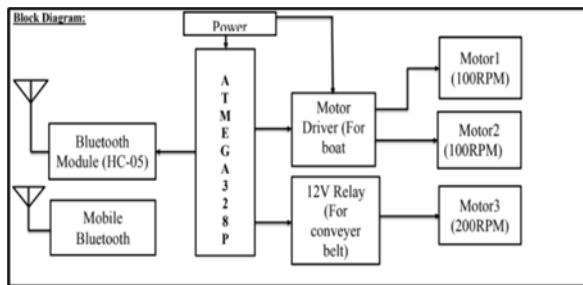 Block Diagram:
Power
A
T
M
E
G
A
3
2
8
P
Motor
Driver (For
boat
Motor1
(100RPM)
Motor2
(100RPM)
Bluetooth
Module (HC-05)
Mobile
Bluetooth
12V Relay
(For
conveyer
belt)
Motor3
(200RPM)